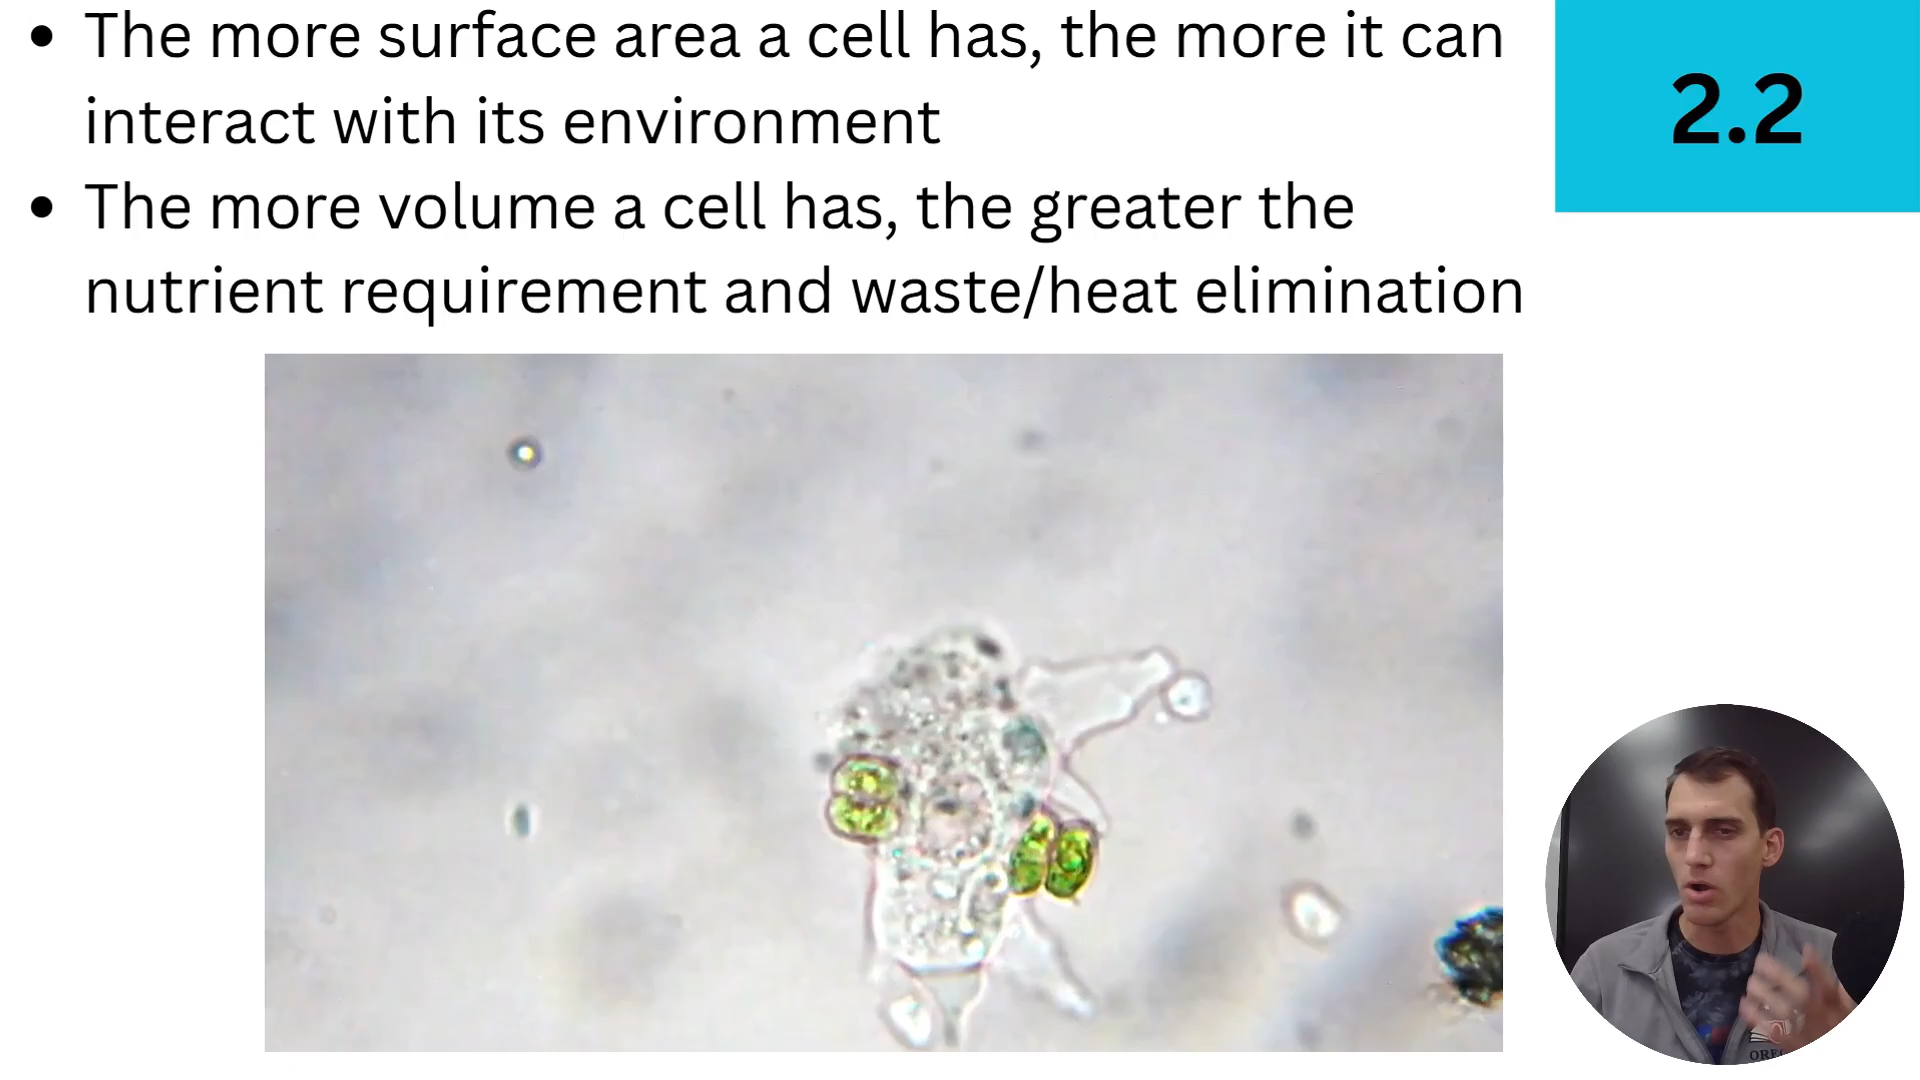 • The more surface area a cell has, the more it can
interact with its environment
• The more volume a cell has, the greater the
nutrient requirement and waste/heat elimination
2.2